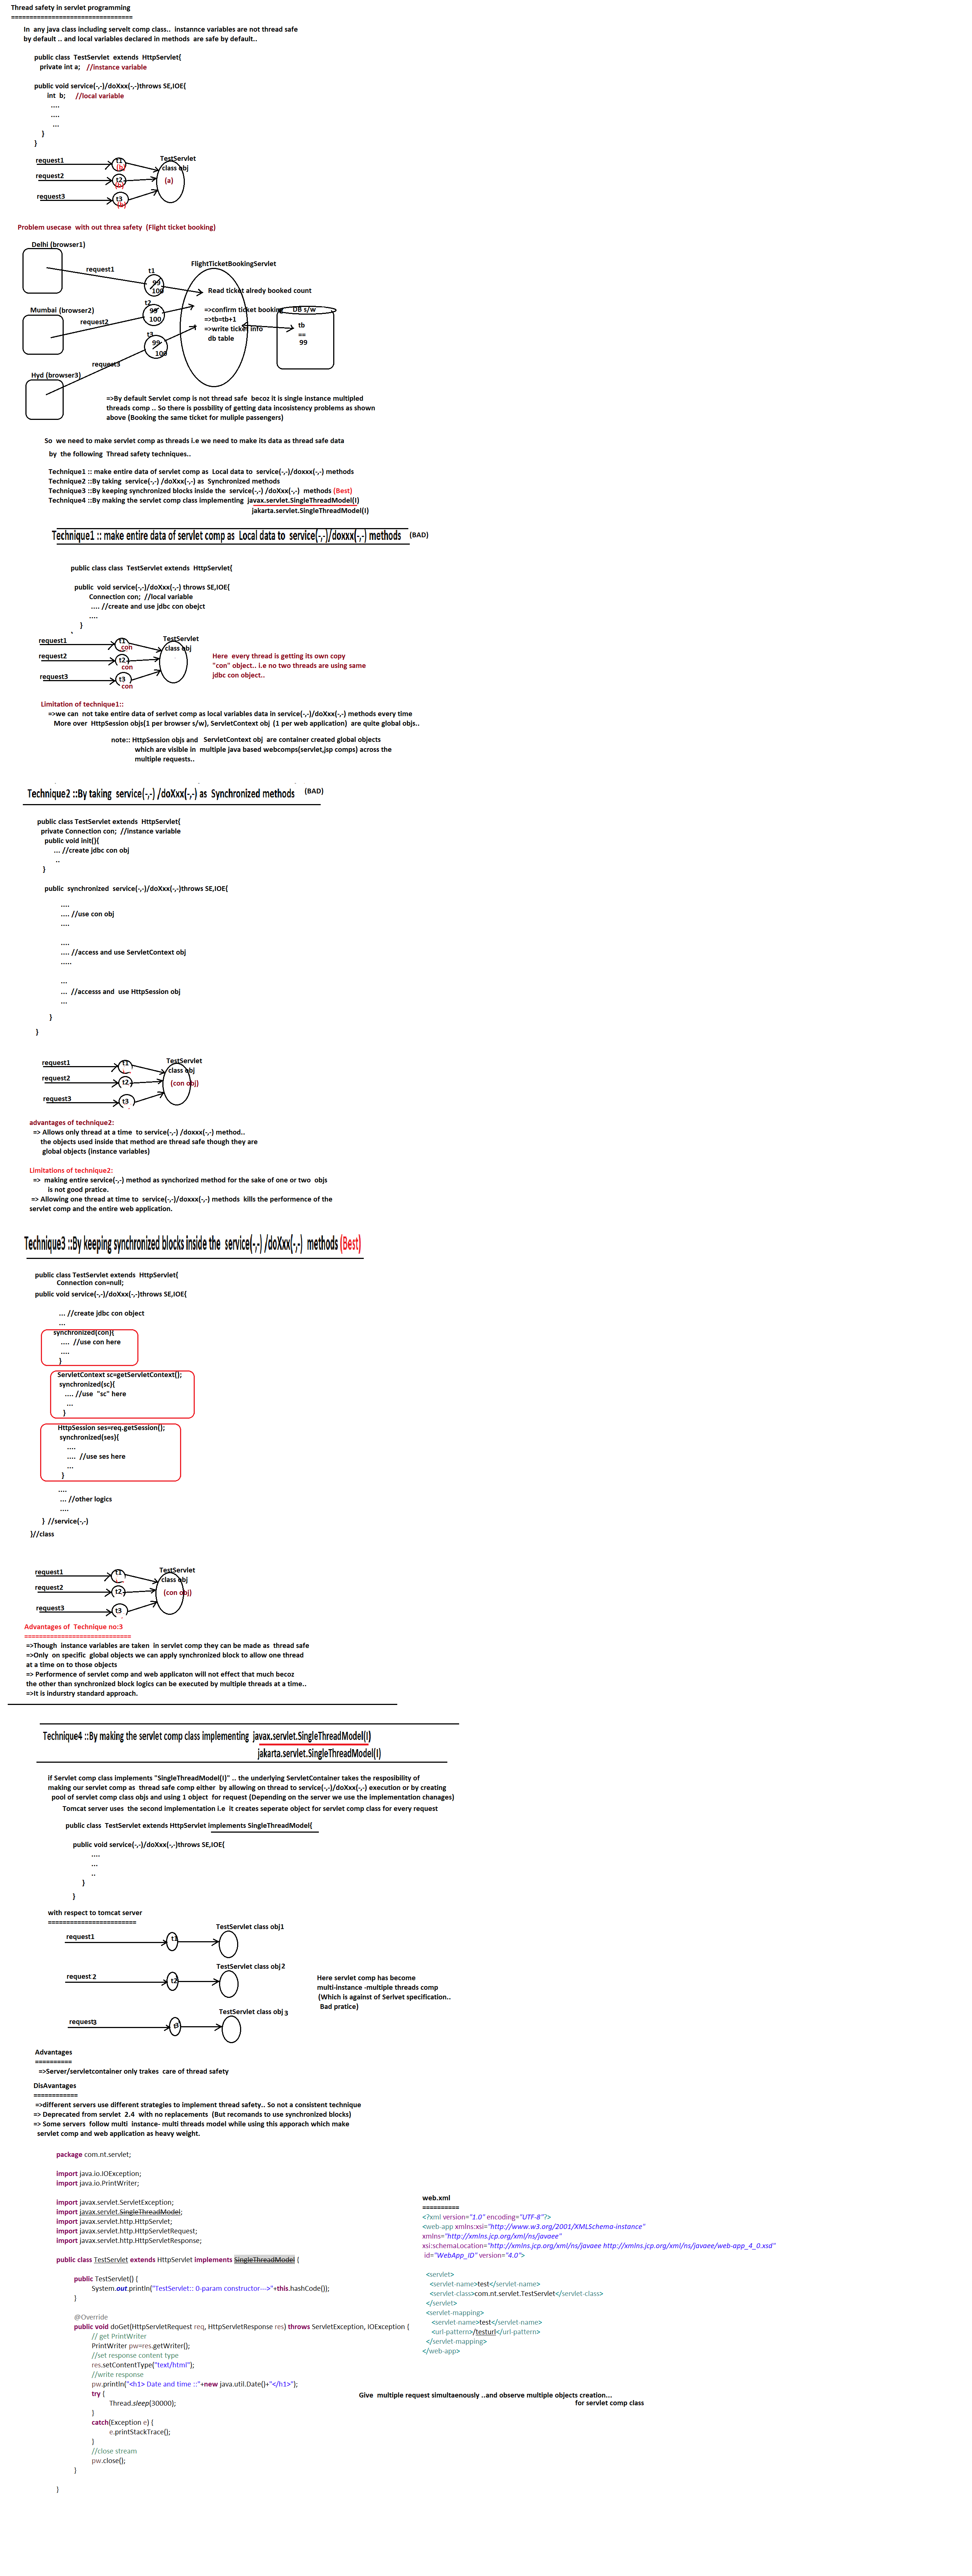 Thread safety in servlet programming
=================================
In any java class including servelt comp class.. instannce variables are not thread safe
by default .. and local variables declared in methods are safe by default..
public class TestServlet extends HttpServlet{
private int a; //instance variable
public void service(-,-)/doXxx(-,-)throws SE,IOE{
int b; //local variable
....
....
...
}
}
request1
request2
request3
t1
(b)
t2
(b)
t3
(b)
TestServlet
class obj
(a)
Problem usecase with out threa safety (Flight ticket booking)
Delhi (browser1)
request1
t1
99
100
FlightTicketBookingServlet
Read ticket alredy booked count
Mumbai (browser2)
request2
t2
99
100
=>confirm ticket booking
=>tb=tb+1
=>write ticket info
db table
DB s/w
tb
==
99
t3
99
100
request3
Hyd (browser3)
=>By default Servlet comp is not thread safe becoz it is single instance multipled
threads comp .. So there is possbility of getting data incosistency problems as shown
above (Booking the same ticket for muliple passengers)
So we need to make servlet comp as threads i.e we need to make its data as thread safe data
by the following Thread safety techniques..
Technique1 :: make entire data of servlet comp as Local data to service(-,-)/doxxx(-,-) methods
Technique2 ::By taking service(-,-) /doXxx(-,-) as Synchronized methods
Technique3 ::By keeping synchronized blocks inside the service(-,-) /doXxx(-,-) methods (Best)
Technique4 ::By making the servlet comp class implementing javax.servlet.SingleThreadModel(I)
jakarta.servlet.SingleThreadModel(I)
Technique1 :: make entire data of servlet comp as Local data to service(-,-)/doxxx(-,-) methods (BAD)
public class class TestServlet extends HttpServlet{
public void service(-,-)/doXxx(-,-) throws SE,IOE{
Connection con; //local variable
.... //create and use jdbc con obejct
....
}
request1
request2
request3
t1
con
t2
con
t3
con
TestServlet
class obj
Here every thread is getting its own copy
"con" object.. i.e no two threads are using same
jdbc con object..
Limitation of technique1::
=>we can not take entire data of serlvet comp as local variables data in service(-,-)/doXxx(-,-) methods every time
More over HttpSession objs(1 per browser s/w), ServletContext obj (1 per web application) are quite global objs..
note:: HttpSession objs and ServletContext obj are container created global objects
which are visible in multiple java based webcomps(servlet,jsp comps) across the
multiple requests..
Technique2 ::By taking service(-,-) /doXxx(-,-) as Synchronized methods (BAD)
public class TestServlet extends HttpServlet{
private Connection con; //instance variable
public void init(){
... //create jdbc con obj
..
}
public synchronized service(-,-)/doXxx(-,-)throws SE,IOE{
....
.... //use con obj
....
....
.... //access and use ServletContext obj
.....
...
... //accesss and use HttpSession obj
...
}
}
request1
request2
request3
t1
t2
t3
TestServlet
class obj
(con obj)
advantages of technique2:
=> Allows only thread at a time to service(-,-) /doxxx(-,-) method..
the objects used inside that method are thread safe though they are
global objects (instance variables)
Limitations of technique2:
=> making entire service(-,-) method as synchorized method for the sake of one or two objs
is not good pratice.
=> Allowing one thread at time to service(-,-)/doxxx(-,-) methods kills the performence of the
servlet comp and the entire web application.
Technique3 ::By keeping synchronized blocks inside the service(-,-) /doXxx(-,-) methods (Best)
public class TestServlet extends HttpServlet{
Connection con=null;
public void service(-,-)/doXxx(-,-)throws SE,IOE{
... //create jdbc con object
...
synchronized(con){
.... //use con here
....
}
ServletContext sc=getServletContext();
synchronized(sc){
.... //use "sc" here
...
}
HttpSession ses=req.getSession();
synchronized(ses){
....
.... //use ses here
...
}
....
... //other logics
....
} //service(-,-)
}//class
request1
request2
request3
t1
t2
t3
TestServlet
class obj
(con obj)
Advantages of Technique no:3
=============================
=>Though instance variables are taken in servlet comp they can be made as thread safe
=>Only on specific global objects we can apply synchronized block to allow one thread
at a time on to those objects
=> Performence of servlet comp and web applicaton will not effect that much becoz
the other than synchronized block logics can be executed by multiple threads at a time..
=>It is indurstry standard approach.
Technique4 ::By making the servlet comp class implementing javax.servlet.SingleThreadModel(I)
jakarta.servlet.SingleThreadModel(I)
if Servlet comp class implements "SingleThreadModel(I)" .. the underlying ServletContainer takes the resposibility of
making our servlet comp as thread safe comp either by allowing on thread to service(-,-)/doXxx(-,-) execution or by creating
pool of servlet comp class objs and using 1 object for request (Depending on the server we use the implementation changes)
Tomcat server uses the second implementation i.e it creates seperate object for servlet comp class for every request
public class TestServlet extends HttpServlet implements SingleThreadModel{
public void service(-,-)/doXxx(-,-)throws SE,IOE{
....
...
..
}
}
with respect to tomcat server
========================
request1
t1
TestServlet class obj1
request 2
t2
TestServlet class obj2
request3
t3
TestServlet class obj 3
Here servlet comp has become
multi-instance -multiple threads comp
(Which is against of Serlvet specification..
Bad pratice)
Advantages
==========
=>Server/servletcontainer only trakes care of thread safety
DisAvantages
============
=>different servers use different strategies to implement thread safety.. So not a consistent technique
=> Deprecated from servlet 2.4 with no replacements (But recomands to use synchronized blocks)
=> Some servers follow multi instance- multi threads model while using this apporach which make
servlet comp and web application as heavy weight.
package com.nt.servlet;
import java.io.IOException;
import java.io.PrintWriter;
import javax.servlet.ServletException;
import javax.servlet.SingleThreadModel;
import javax.servlet.http.HttpServlet;
import javax.servlet.http.HttpServletRequest;
import javax.servlet.http.HttpServletResponse;
public class TestServlet extends HttpServlet implements SingleThreadModel {
public TestServlet() {
System.out.println("TestServlet:: 0-param constructor--->"+this.hashCode());
}
@Override
public void doGet(HttpServletRequest req, HttpServletResponse res) throws ServletException, IOException {
// get PrintWriter
PrintWriter pw=res.getWriter();
//set response content type
res.setContentType("text/html");
//write response
pw.println("<h1> Date and time ::"+new java.util.Date()+"</h1>");
try {
Thread.sleep(30000);
}
catch(Exception e) {
e.printStackTrace();
}
//close stream
pw.close();
}
}
web.xml
==========
<?xml version="1.0" encoding="UTF-8"?>
<web-app xmlns:xsi="http://www.w3.org/2001/XMLSchema-instance"
xmlns="http://xmlns.jcp.org/xml/ns/javaee"
xsi:schemaLocation="http://xmlns.jcp.org/xml/ns/javaee http://xmlns.jcp.org/xml/ns/javaee/web-app_4_0.xsd"
id="WebApp_ID" version="4.0">
<servlet>
<servlet-name>test</servlet-name>
<servlet-class>com.nt.servlet.TestServlet</servlet-class>
</servlet>
<servlet-mapping>
<servlet-name>test</servlet-name>
<url-pattern>/testurl</url-pattern>
</servlet-mapping>
</web-app>
Give multiple request simultaenously ..and observe multiple objects creation...
for servlet comp class